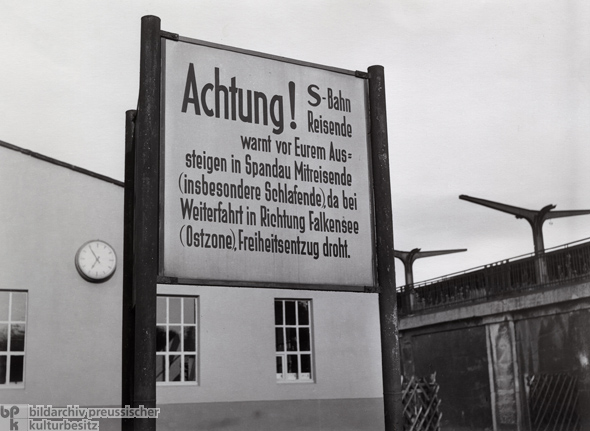 Achtung! S-Bahn
Reisende
warnt vor Eurem Aus=
steigen in Spandau Mitreisende
(insbesondere Schlafende), da bei
Weiterfahrt in Richtung Falkensee
(Ostzone), Freiheitsentzug droht.
bpk bildarchiv preussischer
kulturbesitz